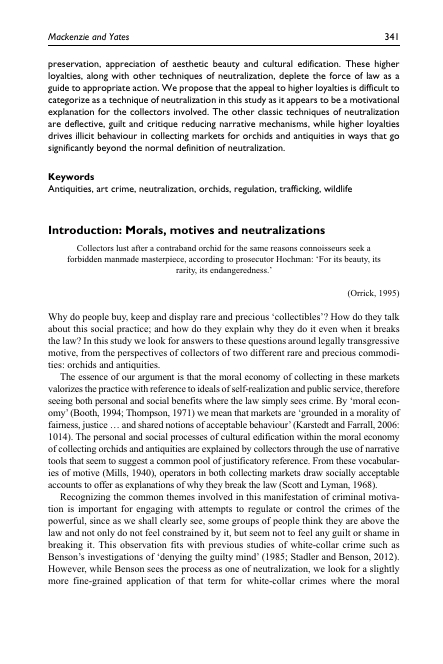 Mackenzie and Yates 341
preservation, appreciation of aesthetic beauty and cultural edification. These higher
loyalties, along with other techniques of neutralization, deplete the force of law as a
guide to appropriate action. We propose that the appeal to higher loyalties is difficult to
categorize as a technique of neutralization in this study as it appears to be a motivational
explanation for the collectors involved. The other classic techniques of neutralization
are deflective, guilt and critique reducing narrative mechanisms, while higher loyalties
drives illicit behaviour in collecting markets for orchids and antiquities in ways that go
significantly beyond the normal definition of neutralization.
Keywords
Antiquities, art crime, neutralization, orchids, regulation, trafficking, wildlife
Introduction: Morals, motives and neutralizations
Collectors lust after a contraband orchid for the same reasons connoisseurs seek a
forbidden manmade masterpiece, according to prosecutor Hochman: ‘For its beauty, its
rarity, its endangeredness.’
(Orrick, 1995)
Why do people buy, keep and display rare and precious ‘collectibles’? How do they talk
about this social practice; and how do they explain why they do it even when it breaks
the law? In this study we look for answers to these questions around legally transgressive
motive, from the perspectives of collectors of two different rare and precious commodi-
ties: orchids and antiquities.
The essence of our argument is that the moral economy of collecting in these markets
valorizes the practice with reference to ideals of self-realization and public service, therefore
seeing both personal and social benefits where the law simply sees crime. By ‘moral econ-
omy’ (Booth, 1994; Thompson, 1971) we mean that markets are ‘grounded in a morality of
fairness, justice … and shared notions of acceptable behaviour’ (Karstedt and Farrall, 2006:
1014). The personal and social processes of cultural edification within the moral economy
of collecting orchids and antiquities are explained by collectors through the use of narrative
tools that seem to suggest a common pool of justificatory reference. From these vocabular-
ies of motive (Mills, 1940), operators in both collecting markets draw socially acceptable
accounts to offer as explanations of why they break the law (Scott and Lyman, 1968).
Recognizing the common themes involved in this manifestation of criminal motiva-
tion is important for engaging with attempts to regulate or control the crimes of the
powerful, since as we shall clearly see, some groups of people think they are above the
law and not only do not feel constrained by it, but seem not to feel any guilt or shame in
breaking it. This observation fits with previous studies of white-collar crime such as
Benson’s investigations of ‘denying the guilty mind’ (1985; Stadler and Benson, 2012).
However, while Benson sees the process as one of neutralization, we look for a slightly
more fine-grained application of that term for white-collar crimes where the moral